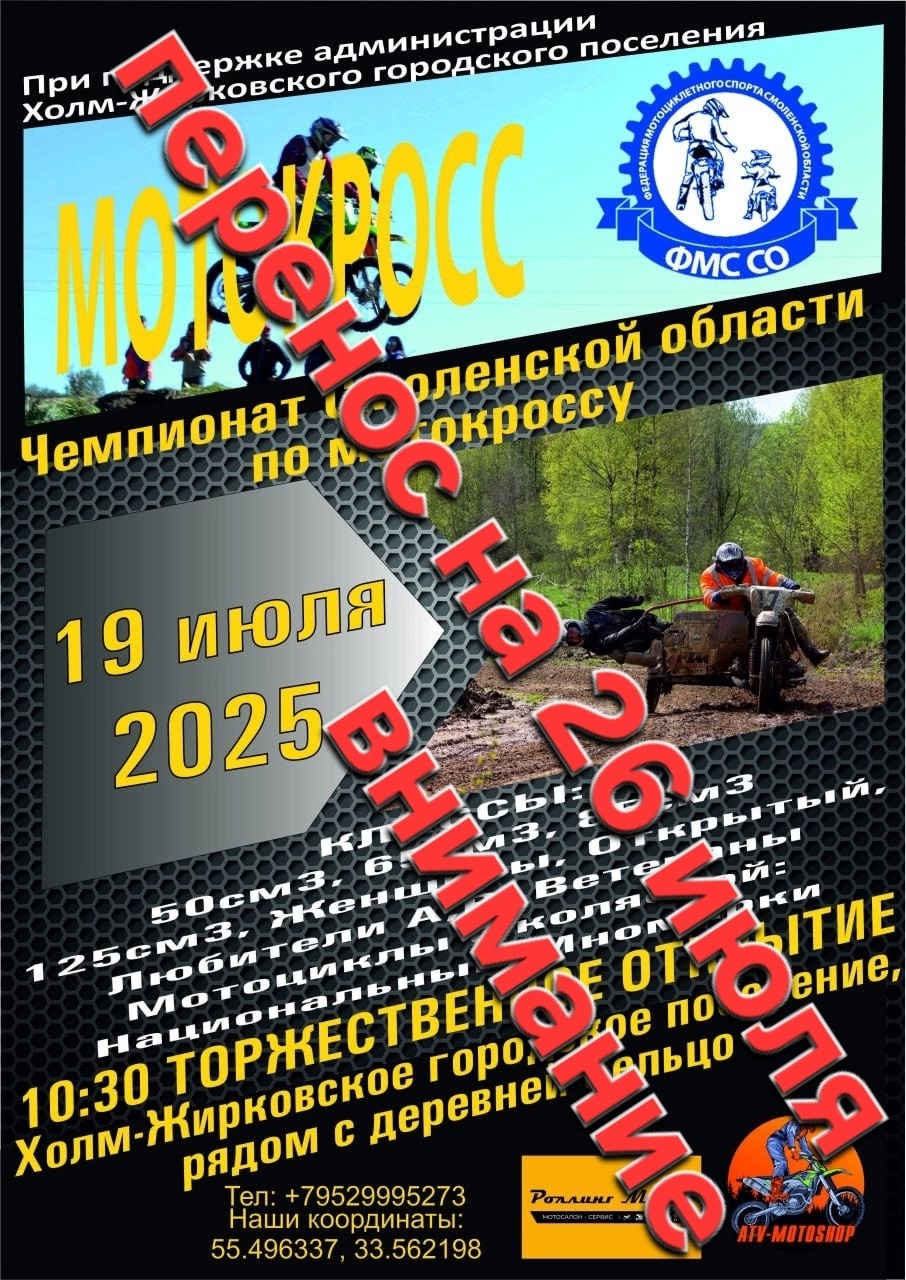 При поддержке администрации
Холм-Жирковского городского поселения
МОТОКРОСС
ФЕДЕРАЦИЯ МОТОЦИКЛЕТНОГО СПОРТА СМОЛЕНСКОЙ ОБЛАСТИ
ФМС СО
Чемпионат Смоленской области
по мотокроссу
19 июля
2025
перенос на 26 июля
внимание
КЛАССЫ:
50см3, 65см3, 85см3
125см3, Женщины, Открытый,
Любители А,В Ветераны
Мотоциклы с коляской:
Национальный, Иномарки
10:30 ТОРЖЕСТВЕННОЕ ОТКРЫТИЕ
Холм-Жирковское городское поселение,
рядом с деревней
Тел: +79529995273
Наши координаты:
55.496337, 33.562198
Роллинг
МОТОСАЛОН - СЕРВИС
ATV-MOTOSHOP